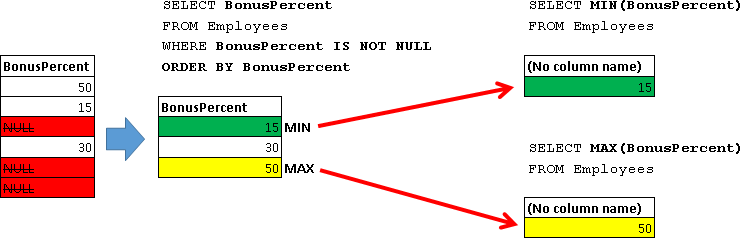 SELECT BonusPercent
FROM Employees
WHERE BonusPercent IS NOT NULL
ORDER BY BonusPercent
BonusPercent
50
15
NULL
30
NULL
NULL
BonusPercent
15 MIN
30
50 MAX
SELECT MIN(BonusPercent)
FROM Employees
(No column name)
15
SELECT MAX(BonusPercent)
FROM Employees
(No column name)
50